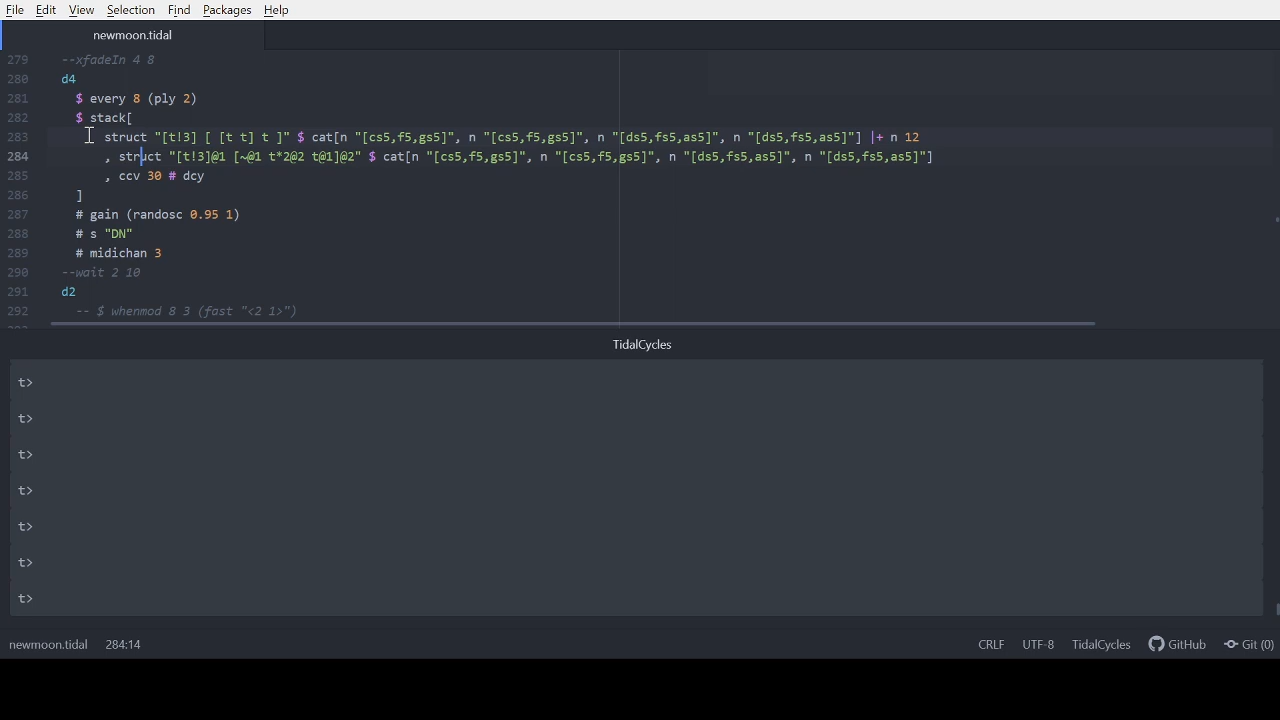 File Edit View Selection Find Packages Help
newmoon.tidal
279 --xfadeIn 4 8
280 d4
281 $ every 8 (ply 2)
282 $ stack[
283 struct "[t!3] [ [t t] t ]" $ cat[n "[cs5,f5,gs5]", n "[cs5,f5,gs5]", n "[ds5,fs5,as5]", n "[ds5,fs5,as5]"] |+ n 12
284 , struct "[t!3]@1 [~@1 t*2@2 t@1]@2" $ cat[n "[cs5,f5,gs5]", n "[cs5,f5,gs5]", n "[ds5,fs5,as5]", n "[ds5,fs5,as5]"]
285 , ccv 30 # dcy
286 ]
287 # gain (randosc 0.95 1)
288 # s "DN"
289 # midichan 3
290 --wait 2 10
291 d2
292 -- $ whenmod 8 3 (fast "<2 1>")
TidalCycles
t>
t>
t>
t>
t>
t>
t>
newmoon.tidal 284:14 CRLF UTF-8 TidalCycles GitHub Git (0)